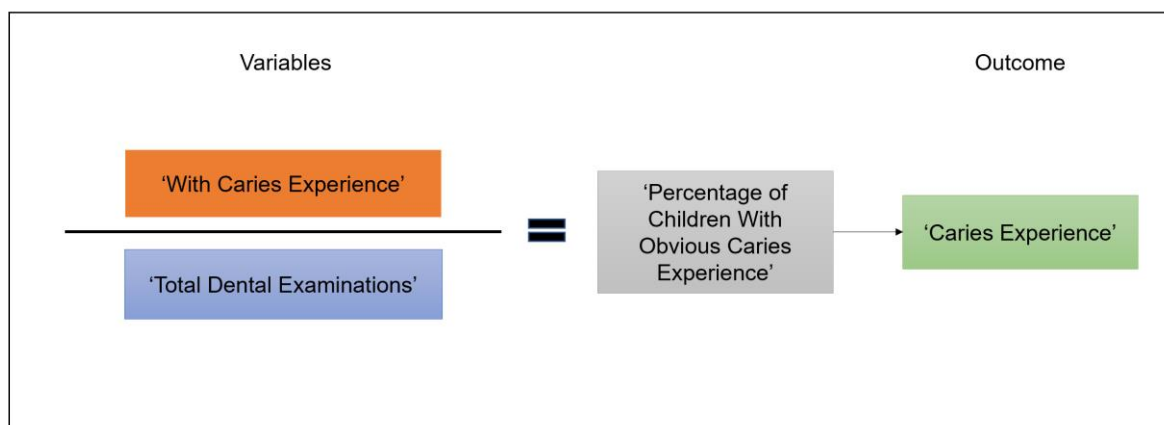 Variables
Outcome
‘With Caries Experience’
‘Total Dental Examinations’
‘Percentage of
Children With
Obvious Caries
Experience’
‘Caries Experience’